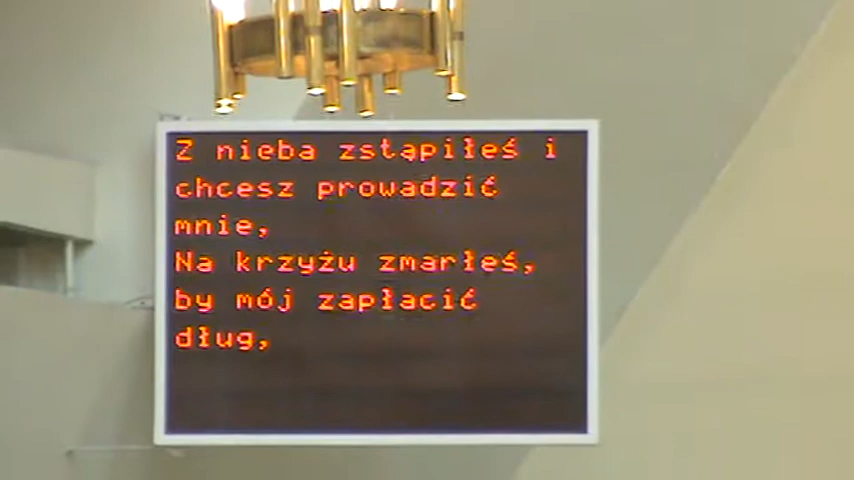 Z nieba zstąpiłeś i
chcesz prowadzić
mnie,
Na krzyżu zmarłeś,
by mój zapłacić
dług,